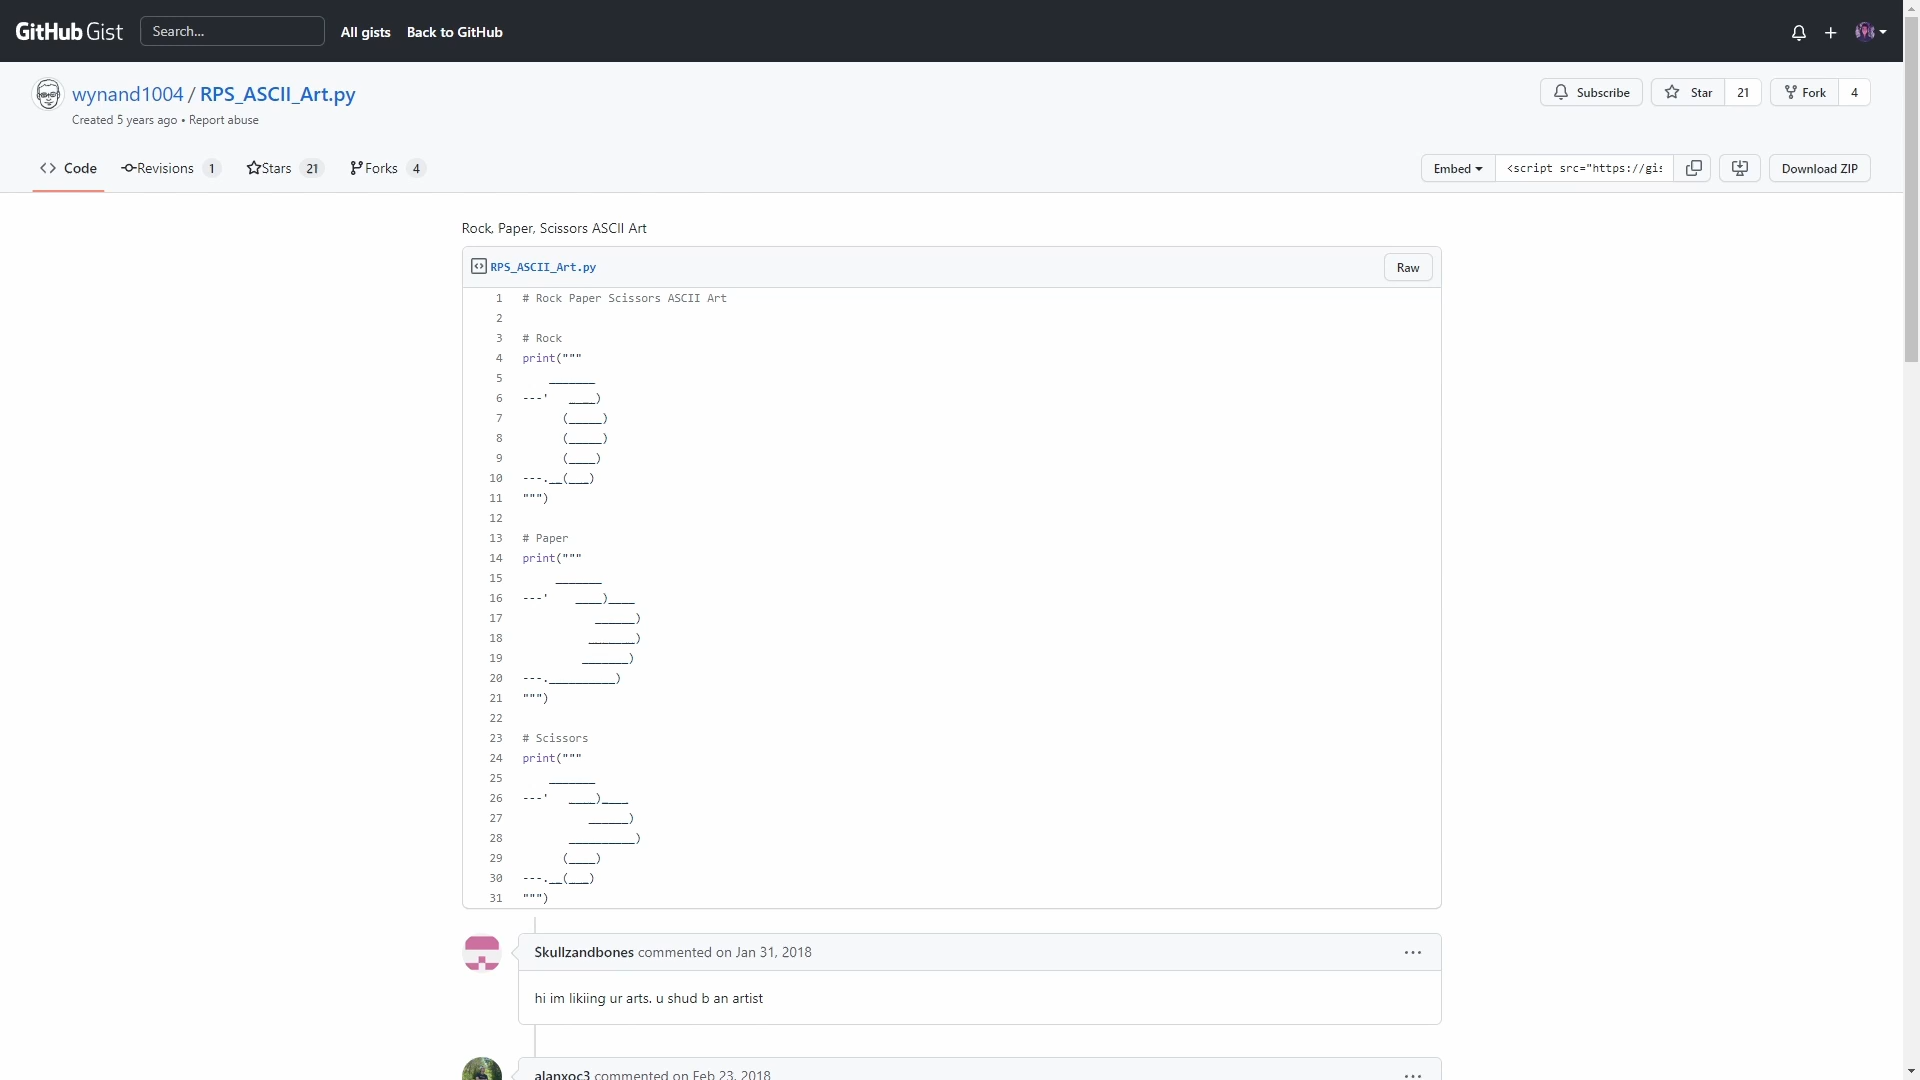 GitHub Gist Search... All gists Back to GitHub
wynand1004 / RPS_ASCII_Art.py Subscribe Star 21 Fork 4
Created 5 years ago • Report abuse
Code Revisions 1 Stars 21 Forks 4 Embed <script src="https://gis Download ZIP
Rock, Paper, Scissors ASCII Art
RPS_ASCII_Art.py Raw
1 # Rock Paper Scissors ASCII Art
2
3 # Rock
4 print("""
5     _______
6 ---'   ____)
7       (_____)
8       (_____)
9       (____)
10 ---.__(___)
11 """)
12
13 # Paper
14 print("""
15      _______
16 ---'    ____)____
17            ______)
18           _______)
19          _______)
20 ---.__________)
21 """)
22
23 # Scissors
24 print("""
25     _______
26 ---'   ____)____
27           ______)
28        __________)
29       (____)
30 ---.__(___)
31 """)
Skullzandbones commented on Jan 31, 2018 ...
hi im likiing ur arts. u shud b an artist
alanxoc3 commented on Feb 23, 2018 ...